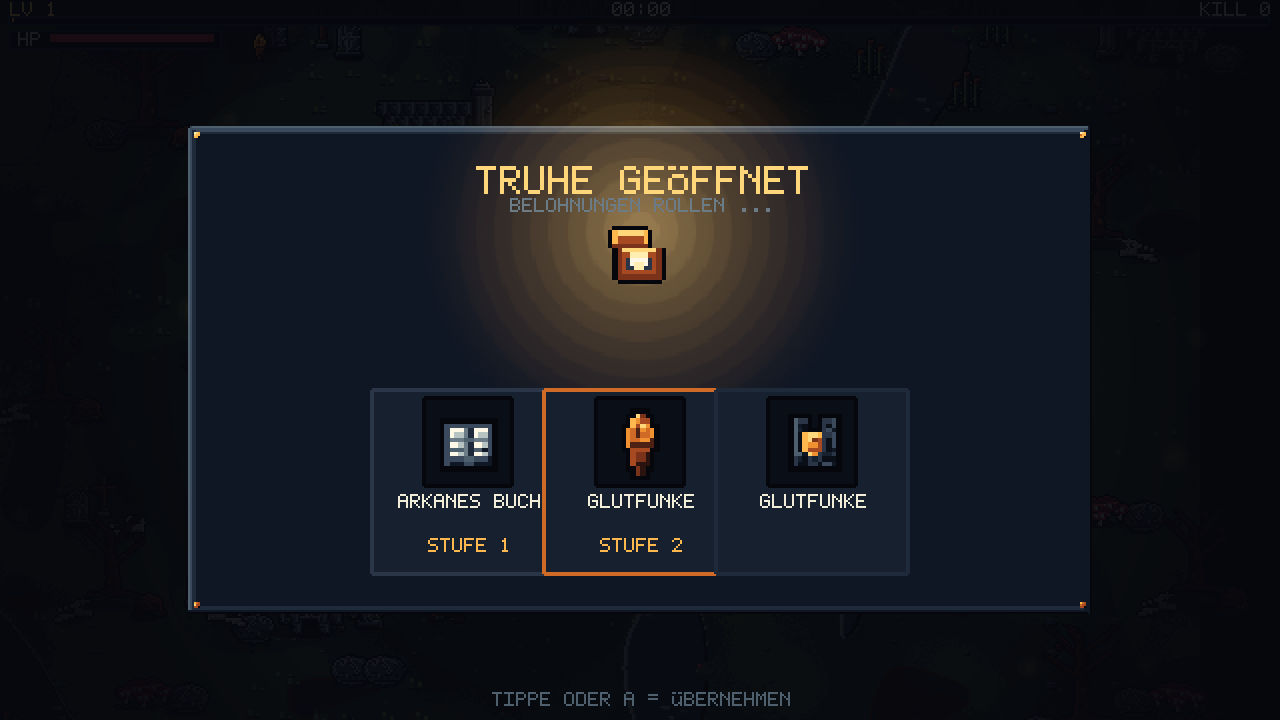 LV 1 00:00 KILL 0
HP
TRUHE GEöFFNET
BELOHNUNGEN ROLLEN ...
ARKANES BUCH GLUTFUNKE GLUTFUNKE
STUFE 1 STUFE 2
TIPPE ODER A = üBERNEHMEN